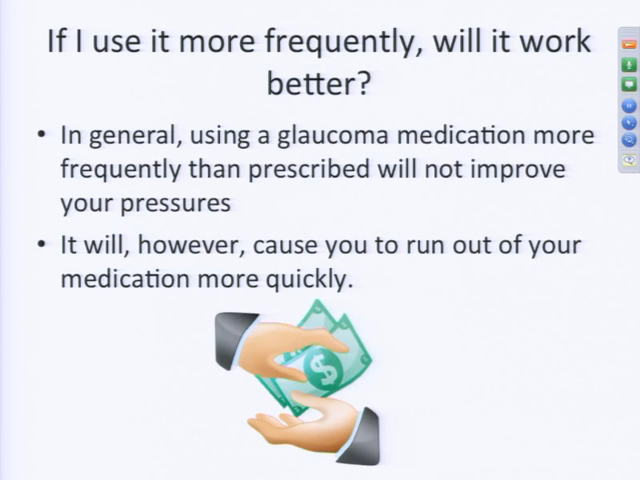 If I use it more frequently, will it work
better?
• In general, using a glaucoma medication more
frequently than prescribed will not improve
your pressures
• It will, however, cause you to run out of your
medication more quickly.
$